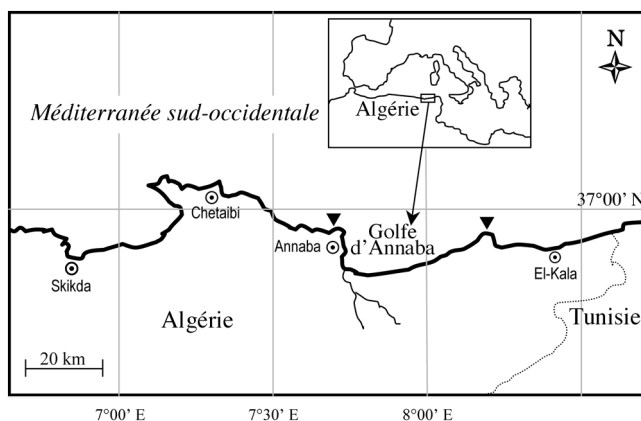 N
Méditerranée sud-occidentale
Algérie
37°00' N
Chetaibi
Golfe
d'Annaba
Annaba
El-Kala
Skikda
Algérie
Tunisie
20 km
7°00' E
7°30' E
8°00' E